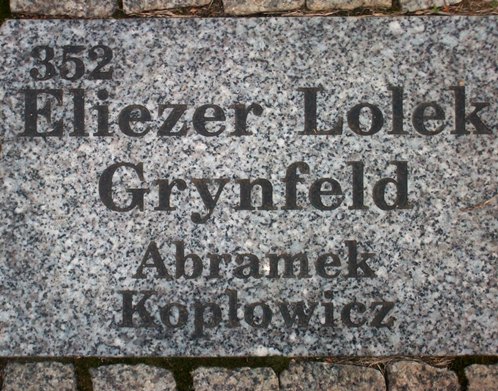 352
Eliezer Lolek
Grynfeld
Abramek
Koplowicz